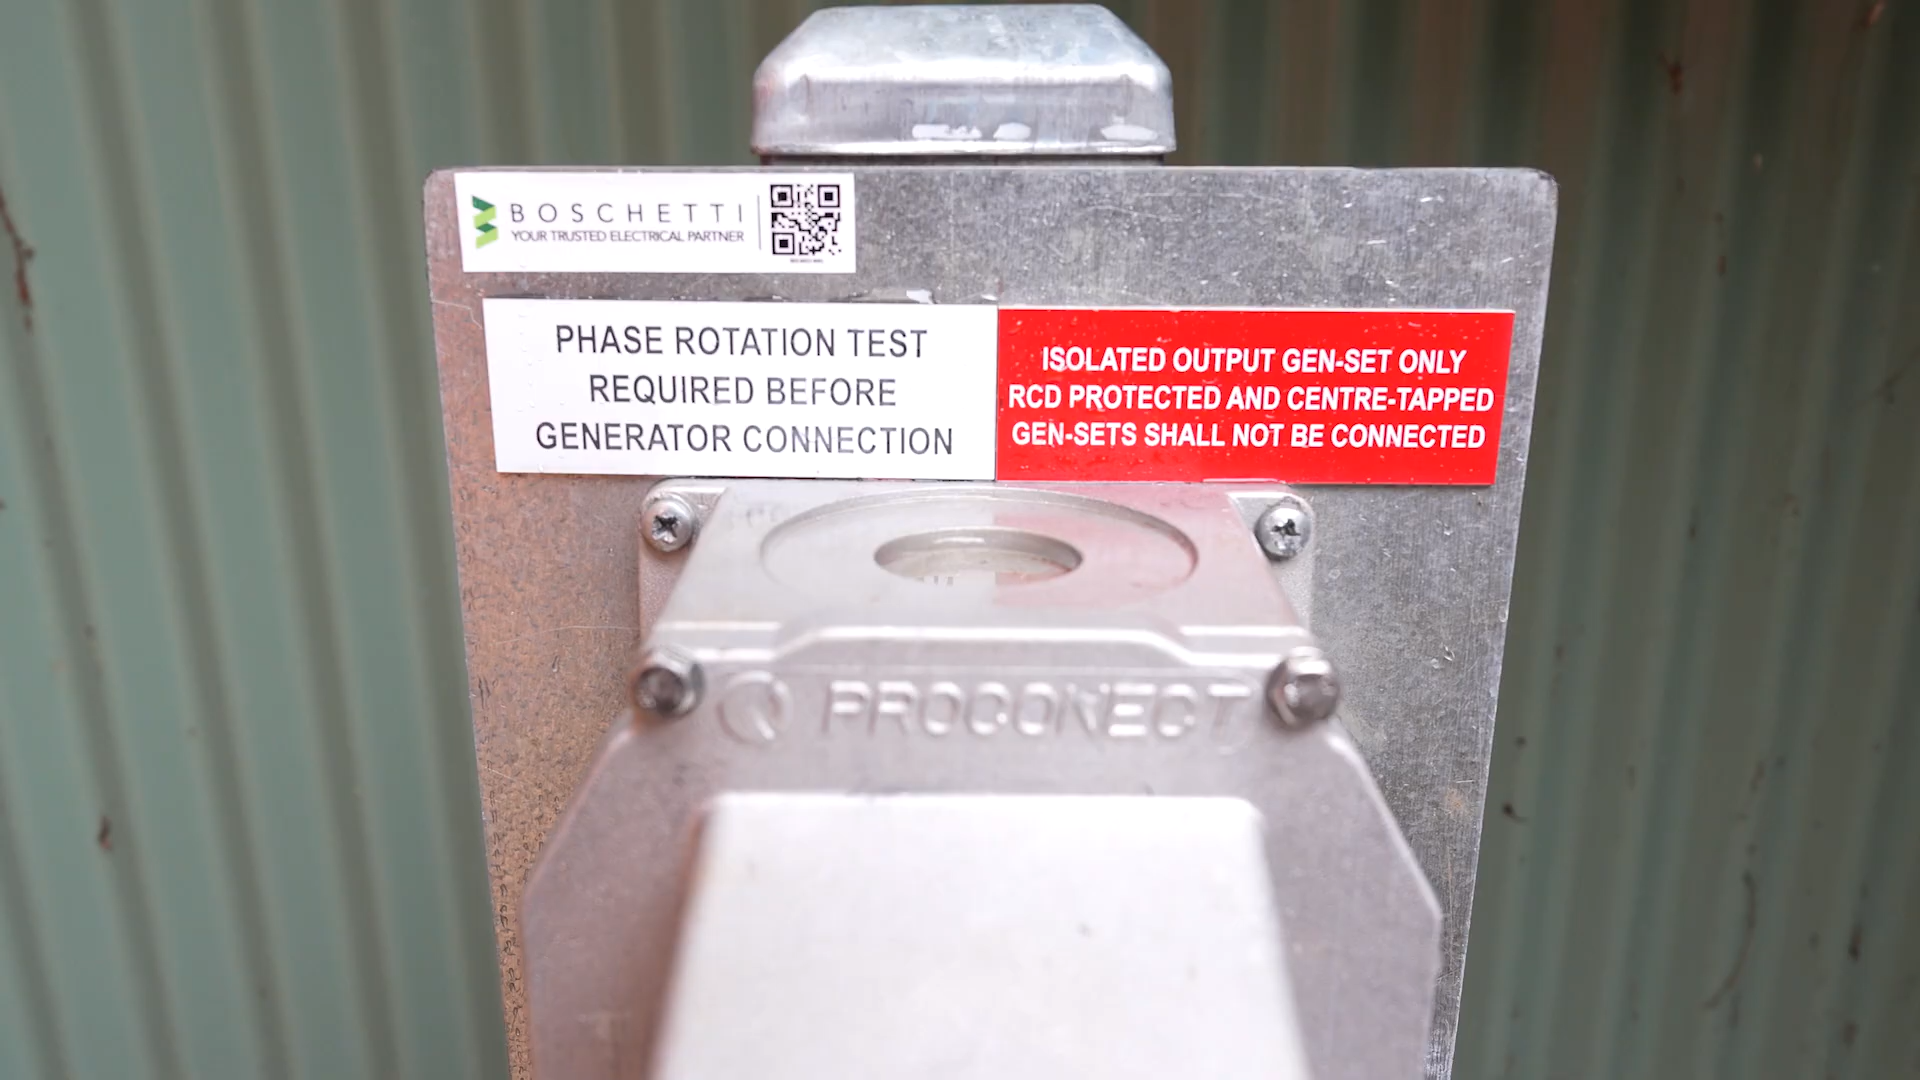 BOSCHETTI
YOUR TRUSTED ELECTRICAL PARTNER
PHASE ROTATION TEST
REQUIRED BEFORE
GENERATOR CONNECTION
ISOLATED OUTPUT GEN-SET ONLY
RCD PROTECTED AND CENTRE-TAPPED
GEN-SETS SHALL NOT BE CONNECTED
PROCONECT